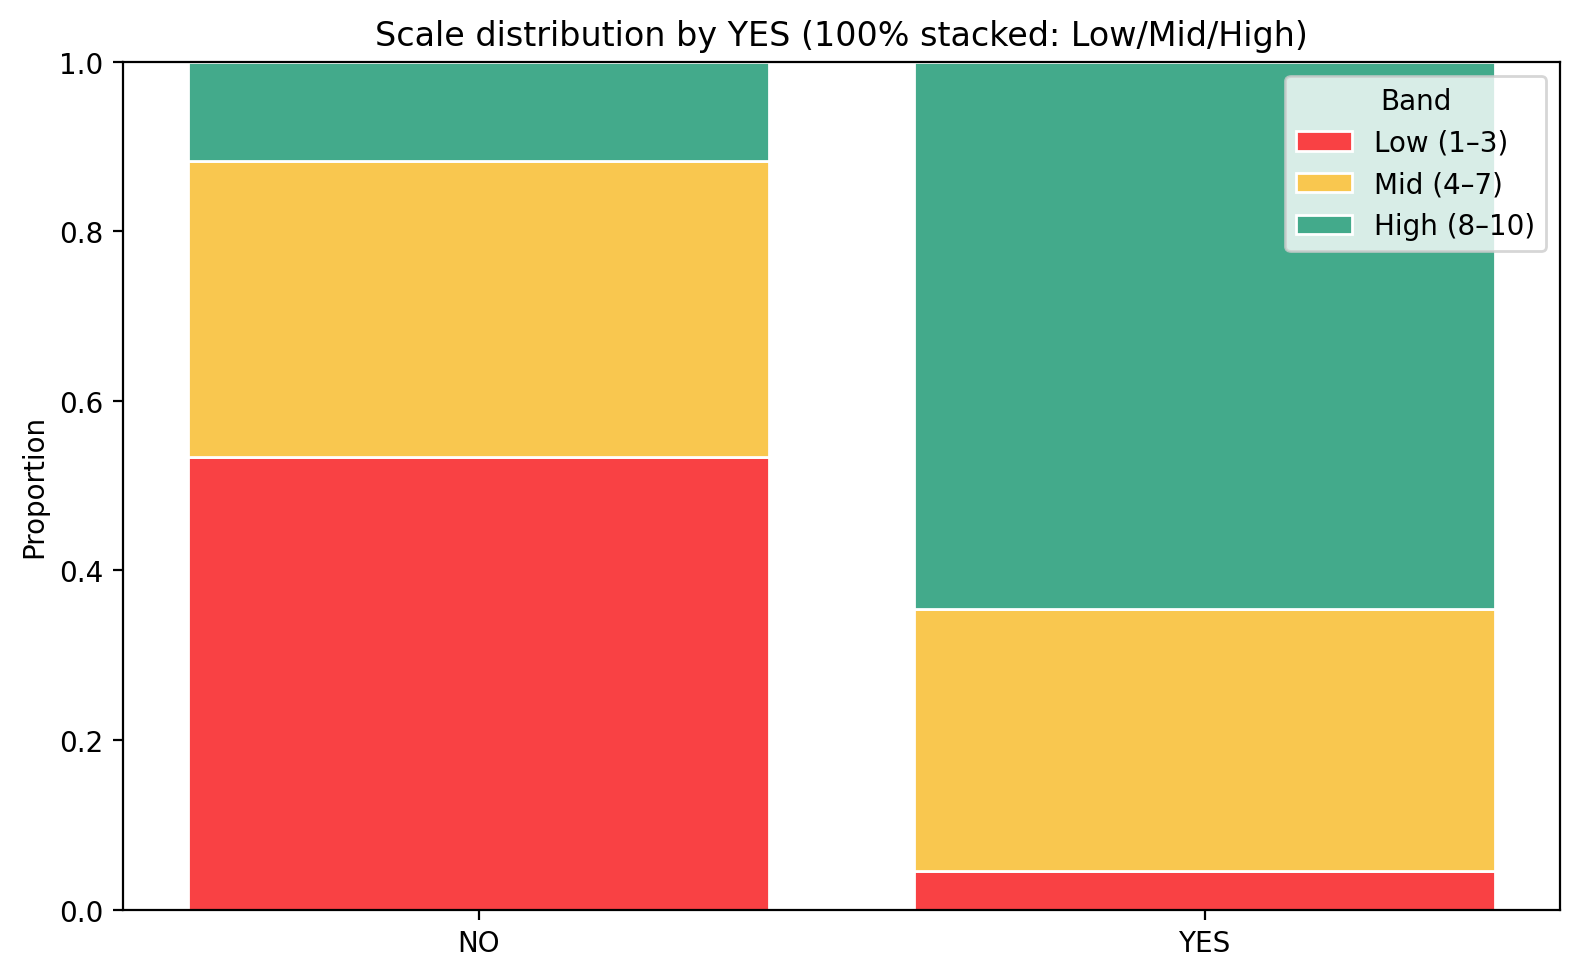 Scale distribution by YES (100% stacked: Low/Mid/High)
1.0
0.8
0.6
0.4
0.2
0.0
Proportion
Band
Low (1–3)
Mid (4–7)
High (8–10)
NO
YES